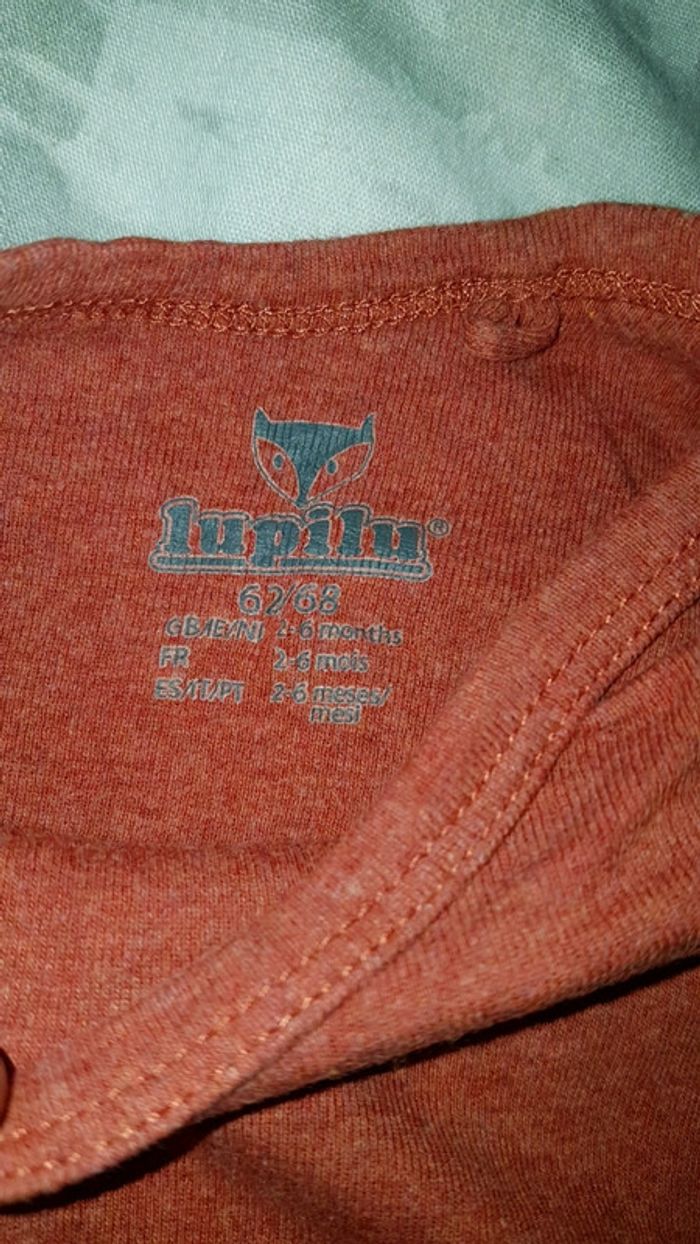 lupilu®
62/68
GB/IE/NI 2-6 months
FR 2-6 mois
ES/IT/PT 2-6 meses/
mesi